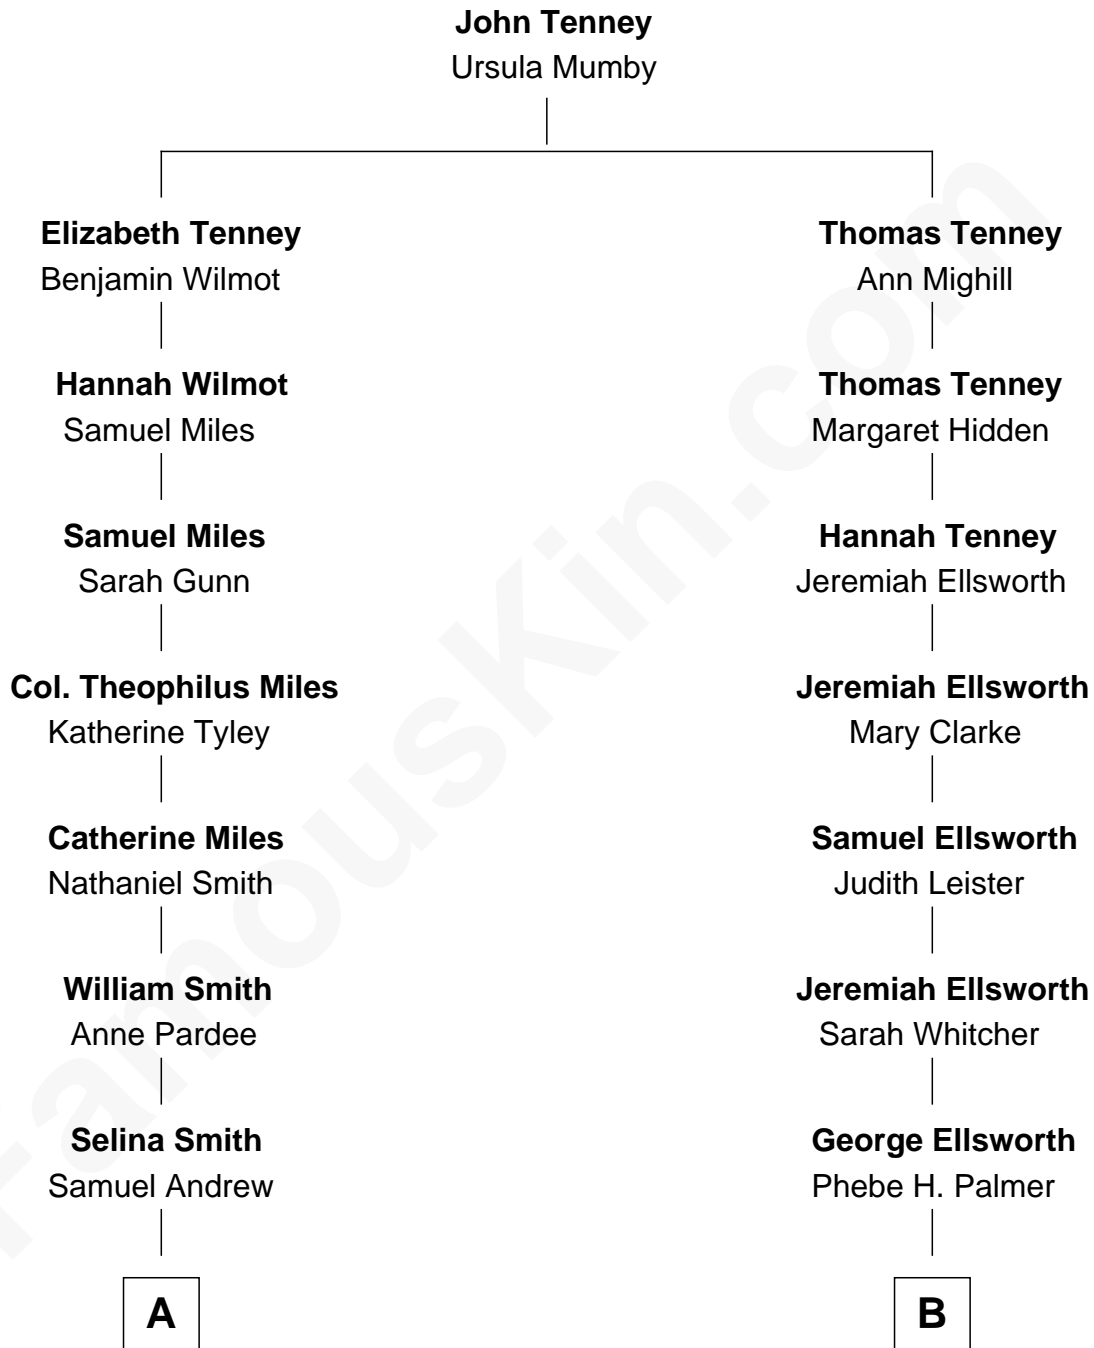 John Tenney
Ursula Mumby
Elizabeth Tenney
Benjamin Wilmot
Thomas Tenney
Ann Mighill
Hannah Wilmot
Samuel Miles
Thomas Tenney
Margaret Hidden
Samuel Miles
Sarah Gunn
Hannah Tenney
Jeremiah Ellsworth
Col. Theophilus Miles
Katherine Tyley
Jeremiah Ellsworth
Mary Clarke
Catherine Miles
Nathaniel Smith
Samuel Ellsworth
Judith Leister
William Smith
Anne Pardee
Jeremiah Ellsworth
Sarah Whitcher
Selina Smith
Samuel Andrew
George Ellsworth
Phebe H. Palmer
A
B
FamousKin.com